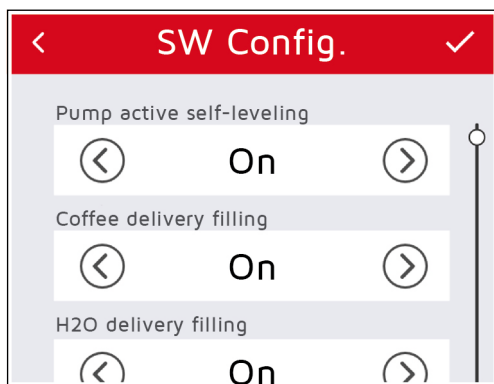 SW Config.
Pump active self-leveling
On
Coffee delivery filling
On
H2O delivery filling
On